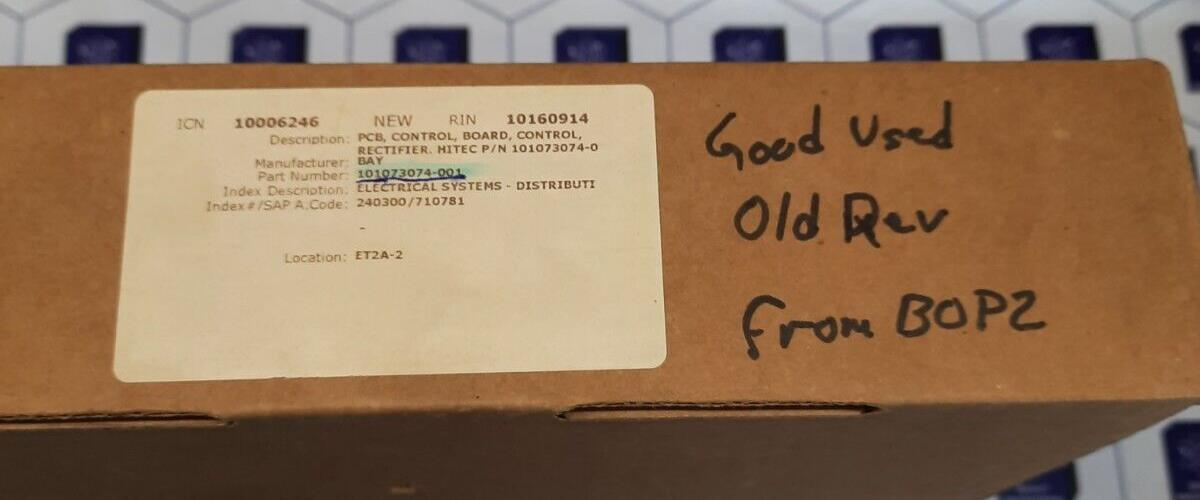 ICN 10006246 NEW RIN 10160914
Description: PCB, CONTROL, BOARD, CONTROL,
RECTIFIER. HITEC P/N 101073074-0
Manufacturer: BAY
Part Number: 101073074-001
Index Description: ELECTRICAL SYSTEMS - DISTRIBUTI
Index#/SAP A.Code: 240300/710781
-
Location: ET2A-2
Good Used
Old Rev
From BOP2